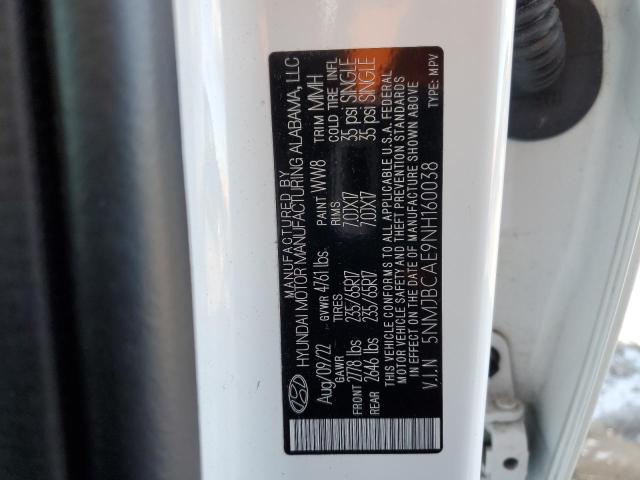 MANUFACTURED BY
HYUNDAI MOTOR MANUFACTURING ALABAMA, LLC
Aug/09/22 GVWR 4761 lbs PAINT WW8 TRIM MMH
GAWR TIRES RIMS COLD TIRE INFL
FRONT 2778 lbs 235/65R17 7.0JX17 35 psi SINGLE
REAR 2646 lbs 235/65R17 7.0JX17 35 psi SINGLE
THIS VEHICLE CONFORMS TO ALL APPLICABLE U.S.A. FEDERAL
MOTOR VEHICLE SAFETY AND THEFT PREVENTION STANDARDS
IN EFFECT ON THE DATE OF MANUFACTURE SHOWN ABOVE
V.I.N 5NMJBCAE9NH160038 TYPE: MPV